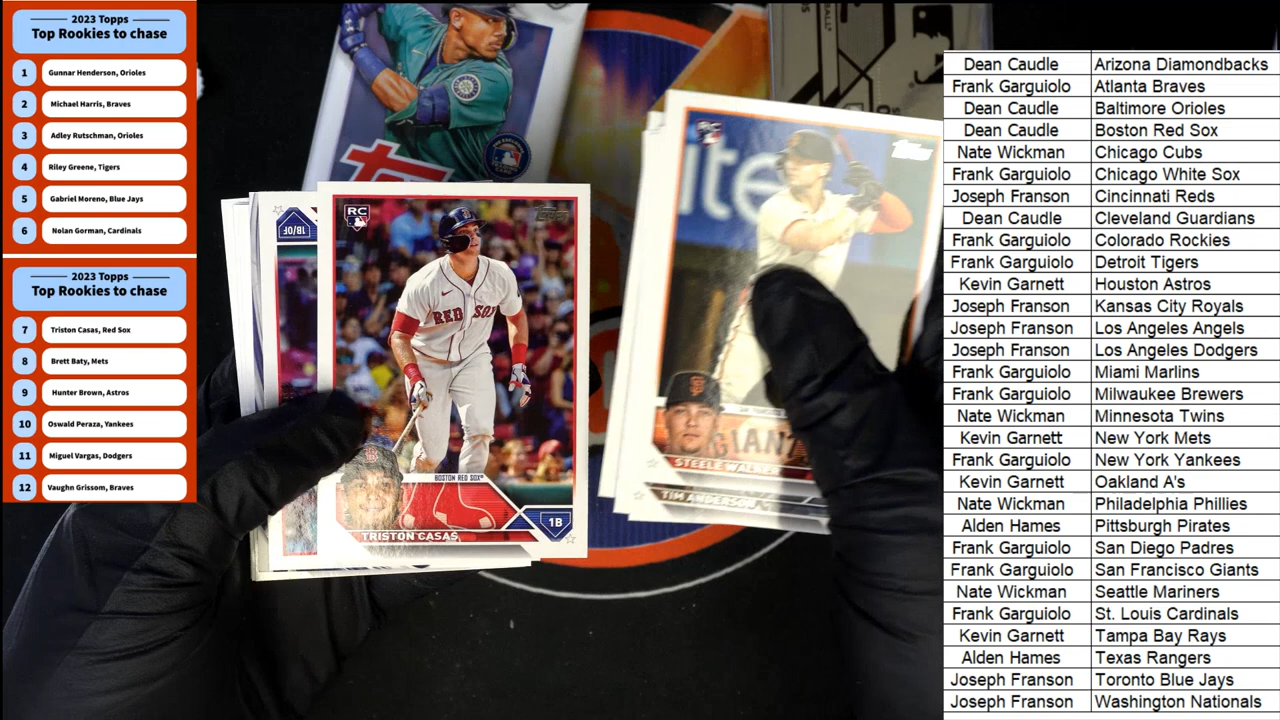 2023 Topps
Top Rookies to chase
1 Gunnar Henderson, Orioles
2 Michael Harris, Braves
3 Adley Rutschman, Orioles
4 Riley Greene, Tigers
5 Gabriel Moreno, Blue Jays
6 Nolan Gorman, Cardinals
2023 Topps
Top Rookies to chase
7 Triston Casas, Red Sox
8 Brett Baty, Mets
9 Hunter Brown, Astros
10 Oswald Peraza, Yankees
11 Miguel Vargas, Dodgers
12 Vaughn Grissom, Braves
RC
Topps
RED SOX
BOSTON RED SOX
1B
TRISTON CASAS
1B/OF
Topps
GIANT
STEELE WALKER
TIM ANDERSON
Dean Caudle Arizona Diamondbacks
Frank Garguiolo Atlanta Braves
Dean Caudle Baltimore Orioles
Dean Caudle Boston Red Sox
Nate Wickman Chicago Cubs
Frank Garguiolo Chicago White Sox
Joseph Franson Cincinnati Reds
Dean Caudle Cleveland Guardians
Frank Garguiolo Colorado Rockies
Frank Garguiolo Detroit Tigers
Kevin Garnett Houston Astros
Joseph Franson Kansas City Royals
Joseph Franson Los Angeles Angels
Joseph Franson Los Angeles Dodgers
Frank Garguiolo Miami Marlins
Frank Garguiolo Milwaukee Brewers
Nate Wickman Minnesota Twins
Kevin Garnett New York Mets
Frank Garguiolo New York Yankees
Kevin Garnett Oakland A's
Nate Wickman Philadelphia Phillies
Alden Hames Pittsburgh Pirates
Frank Garguiolo San Diego Padres
Frank Garguiolo San Francisco Giants
Nate Wickman Seattle Mariners
Frank Garguiolo St. Louis Cardinals
Kevin Garnett Tampa Bay Rays
Alden Hames Texas Rangers
Joseph Franson Toronto Blue Jays
Joseph Franson Washington Nationals